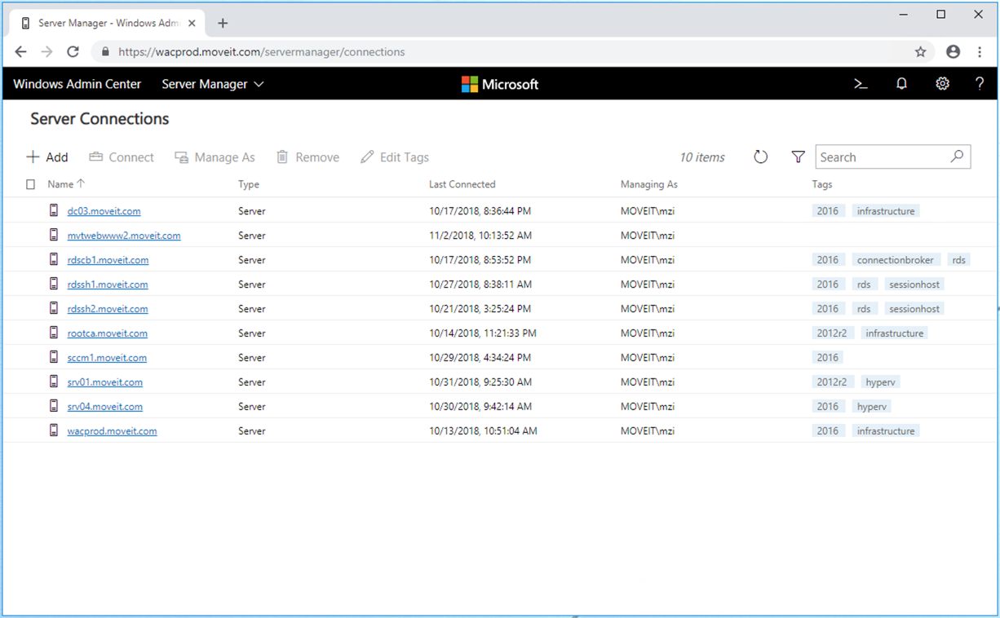 Server Manager - Windows Adm
https://wacprod.moveit.com/servermanager/connections
Windows Admin Center Server Manager Microsoft ?
Server Connections
Add Connect Manage As Remove Edit Tags 10 items Search
Name Type Last Connected Managing As Tags
dc03.moveit.com Server 10/17/2018, 8:36:44 PM MOVEIT\mzi 2016 infrastructure
mvtwebwww2.moveit.com Server 11/2/2018, 10:13:52 AM MOVEIT\mzi
rdscb1.moveit.com Server 10/17/2018, 8:53:52 PM MOVEIT\mzi 2016 connectionbroker rds
rdssh1.moveit.com Server 10/27/2018, 8:38:11 AM MOVEIT\mzi 2016 rds sessionhost
rdssh2.moveit.com Server 10/21/2018, 3:25:24 PM MOVEIT\mzi 2016 rds sessionhost
rootca.moveit.com Server 10/14/2018, 11:21:33 PM MOVEIT\mzi 2012r2 infrastructure
sccm1.moveit.com Server 10/29/2018, 4:34:24 PM MOVEIT\mzi 2016
srv01.moveit.com Server 10/31/2018, 9:25:30 AM MOVEIT\mzi 2012r2 hyperv
srv04.moveit.com Server 10/30/2018, 9:42:14 AM MOVEIT\mzi 2016 hyperv
wacprod.moveit.com Server 10/13/2018, 10:51:04 AM MOVEIT\mzi 2016 infrastructure